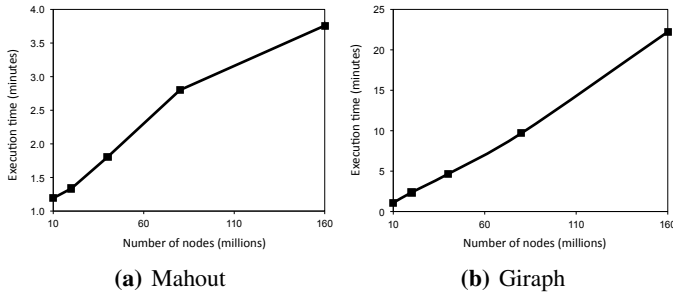 4.0
3.5
3.0
2.5
2.0
1.5
1.0
Execution time (minutes)
10 60 110 160
Number of nodes (millions)
(a) Mahout
25
20
15
10
5
0
Execution time (minutes)
10 60 110 160
Number of nodes (millions)
(b) Giraph